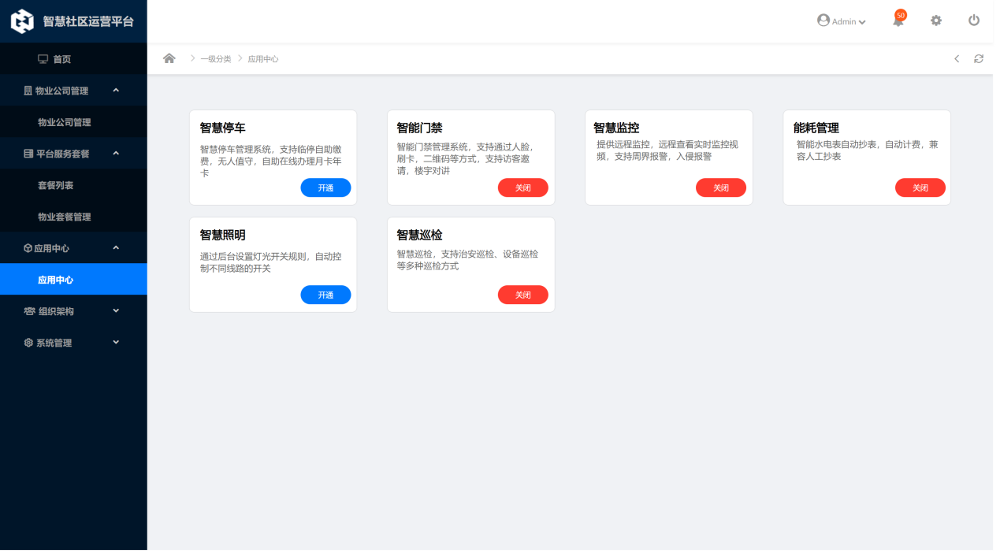 智慧社区运营平台
Admin
50
首页
一级分类
应用中心
物业公司管理
物业公司管理
平台服务套餐
套餐列表
物业套餐管理
应用中心
应用中心
组织架构
系统管理
智慧停车
智慧停车管理系统，支持临停自助缴
费，无人值守，自助在线办理月卡年
卡
开通
智能门禁
智能门禁管理系统，支持通过人脸，
刷卡，二维码等方式，支持访客邀
请，楼宇对讲
关闭
智慧监控
提供远程监控，远程查看实时监控视
频，支持周界报警，入侵报警
关闭
能耗管理
智能水电表自动抄表，自动计费，兼
容人工抄表
关闭
智慧照明
通过后台设置灯光开关规则，自动控
制不同线路的开关
开通
智慧巡检
智慧巡检，支持治安巡检、设备巡检
等多种巡检方式
关闭